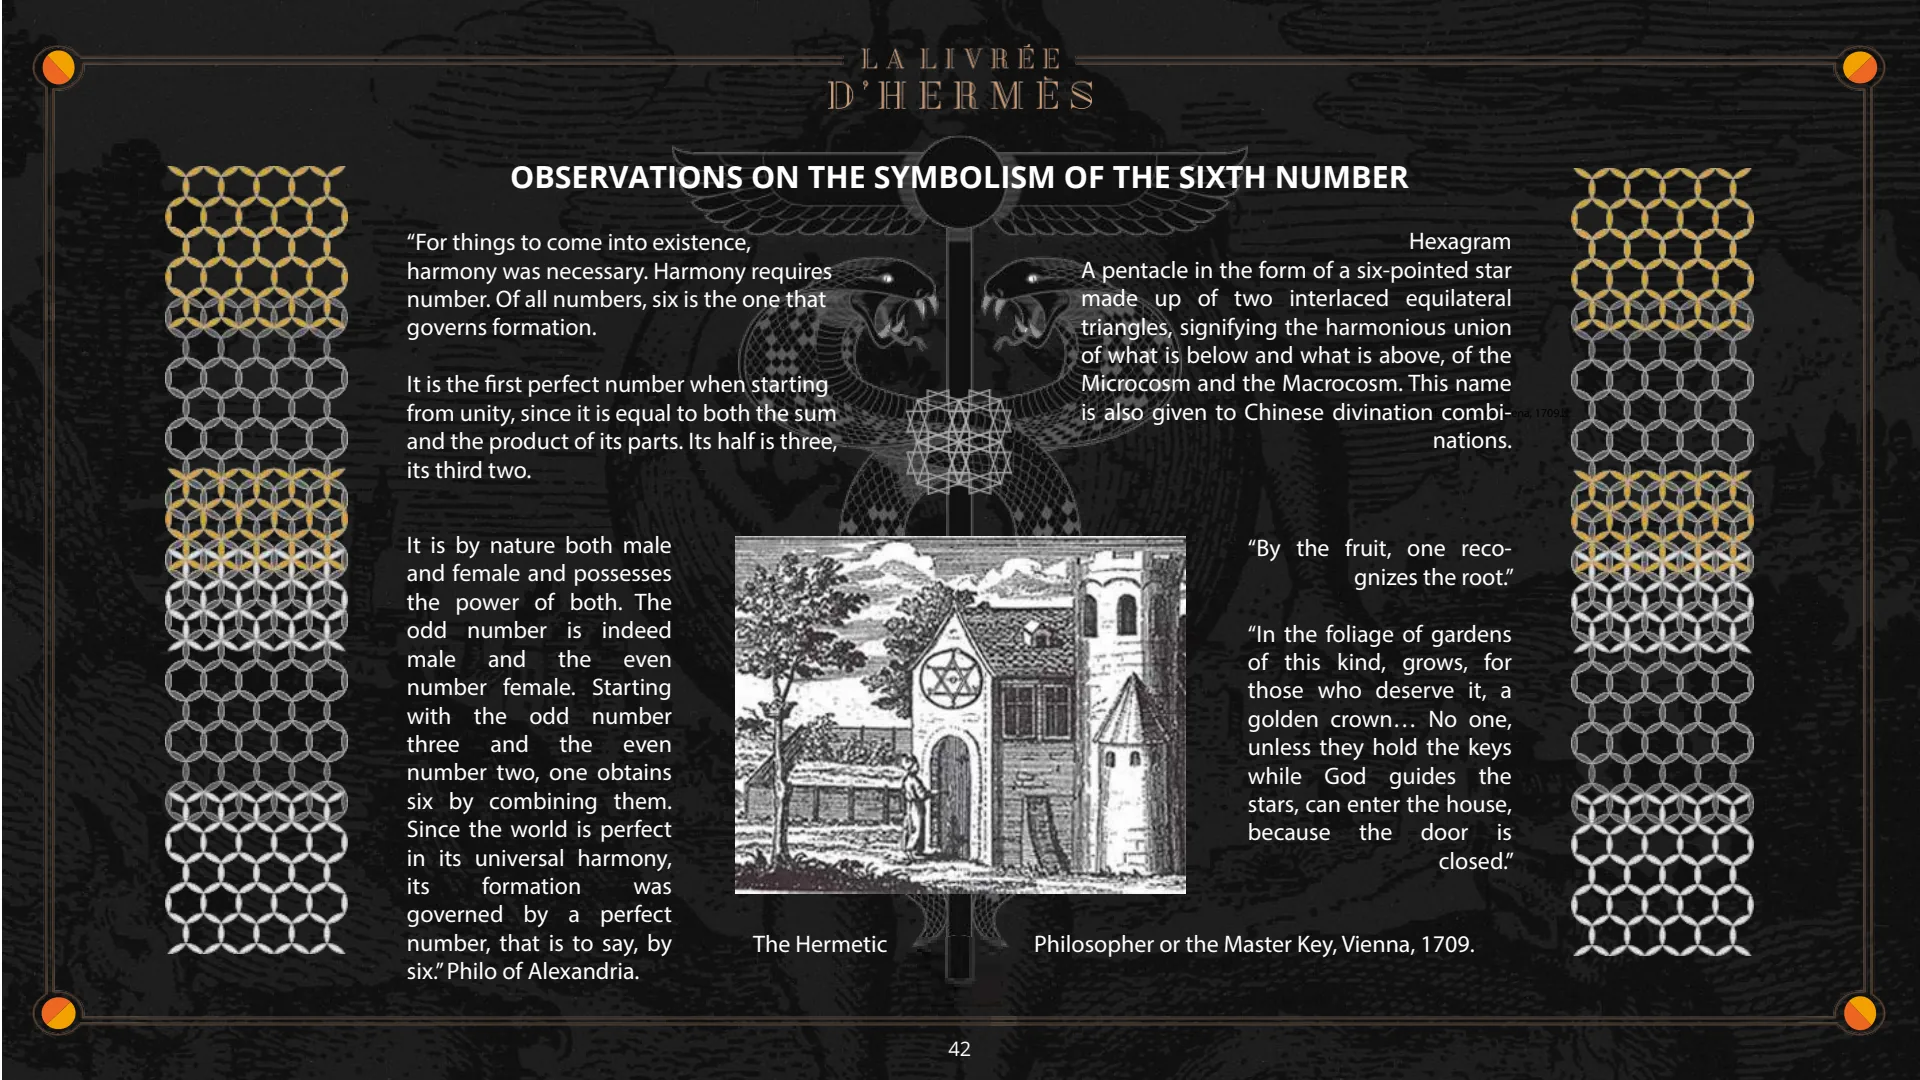 LA LIVRÉE
D’HERMÈS
OBSERVATIONS ON THE SYMBOLISM OF THE SIXTH NUMBER
“For things to come into existence,
harmony was necessary. Harmony requires
number. Of all numbers, six is the one that
governs formation.
It is the first perfect number when starting
from unity, since it is equal to both the sum
and the product of its parts. Its half is three,
its third two.
Hexagram
A pentacle in the form of a six-pointed star
made up of two interlaced equilateral
triangles, signifying the harmonious union
of what is below and what is above, of the
Microcosm and the Macrocosm. This name
is also given to Chinese divination combi-
nations.
It is by nature both male
and female and possesses
the power of both. The
odd number is indeed
male and the even
number female. Starting
with the odd number
three and the even
number two, one obtains
six by combining them.
Since the world is perfect
in its universal harmony,
its formation was
governed by a perfect
number, that is to say, by
six.” Philo of Alexandria.
“By the fruit, one reco-
gnizes the root.”
“In the foliage of gardens
of this kind, grows, for
those who deserve it, a
golden crown… No one,
unless they hold the keys
while God guides the
stars, can enter the house,
because the door is
closed.”
The Hermetic Philosopher or the Master Key, Vienna, 1709.
42